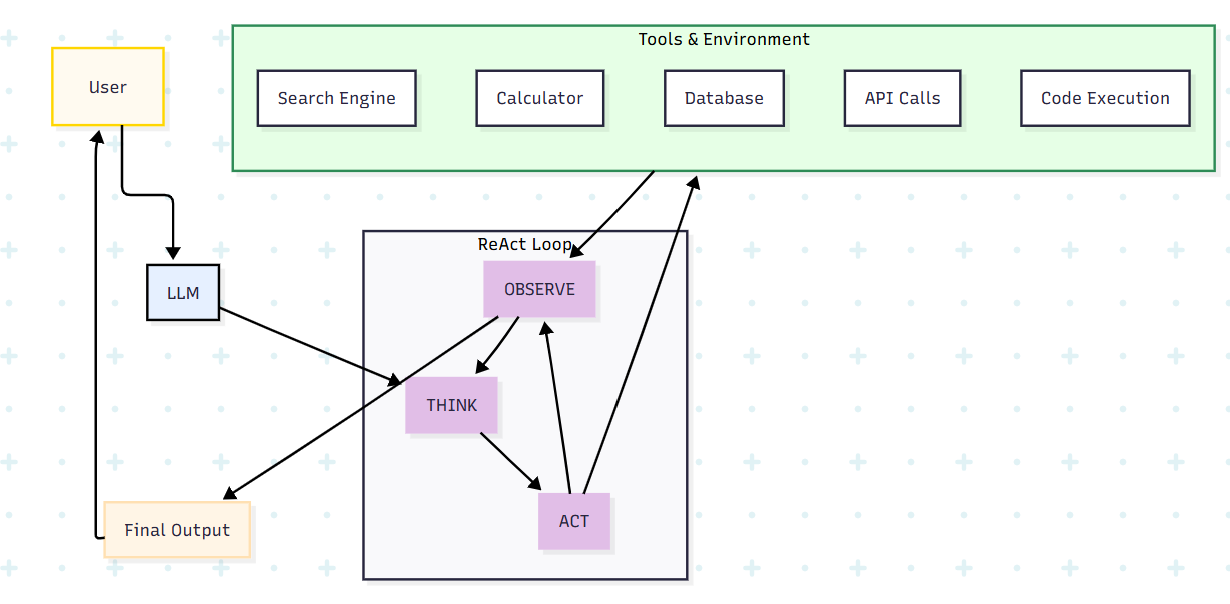 Tools & Environment
User
Search Engine
Calculator
Database
API Calls
Code Execution
ReAct Loop
OBSERVE
LLM
THINK
ACT
Final Output